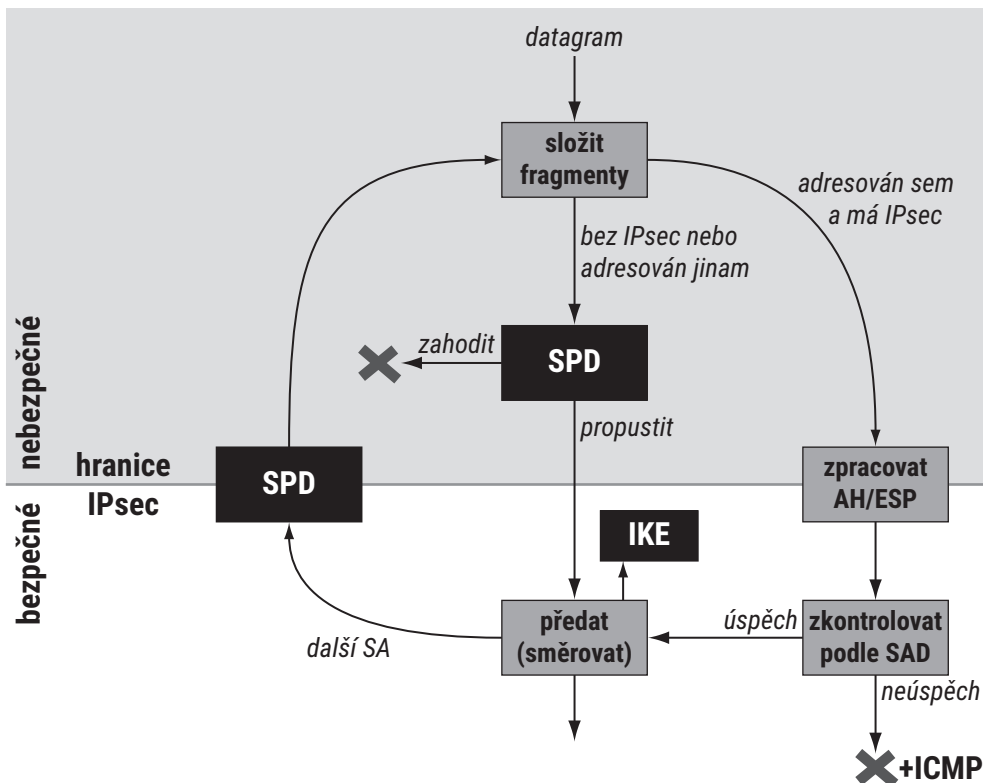 datagram
složit
fragmenty
adresován sem
a má IPsec
bez IPsec nebo
adresován jinam
zahodit
SPD
propustit
nebezpečné
hranice
IPsec
bezpečné
SPD
zpracovat
AH/ESP
IKE
další SA
předat
(směrovat)
úspěch
zkontrolovat
podle SAD
neúspěch
+ICMP